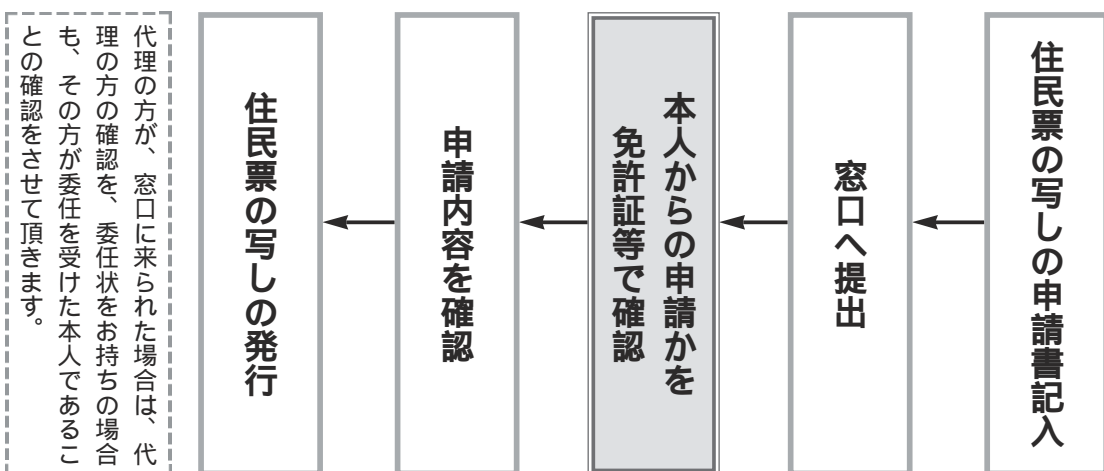 住民票の写しの申請書記入
窓口へ提出
本人からの申請かを
免許証等で確認
申請内容を確認
住民票の写しの発行
代理の方が、窓口に来られた場合は、代
理の方の確認を、委任状をお持ちの場合
も、その方が委任を受けた本人であるこ
との確認をさせて頂きます。